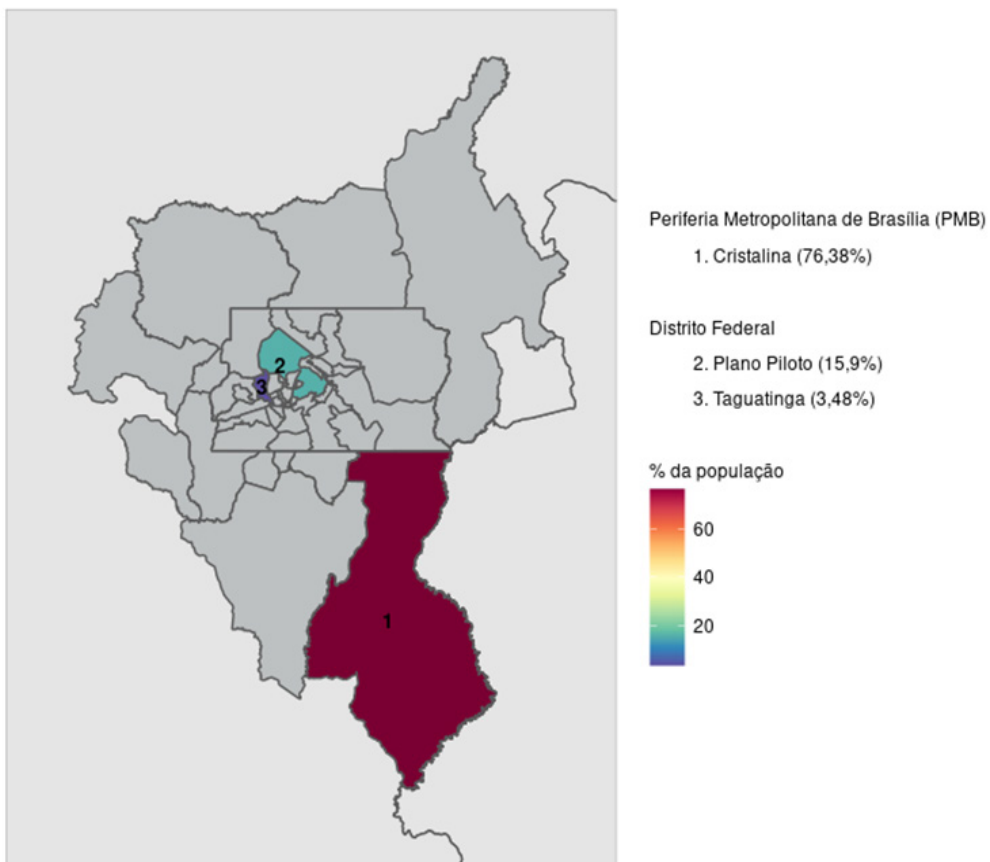 Periferia Metropolitana de Brasília (PMB)
1. Cristalina (76,38%)
Distrito Federal
2. Plano Piloto (15,9%)
3. Taguatinga (3,48%)
% da população
60
40
20
2
3
1